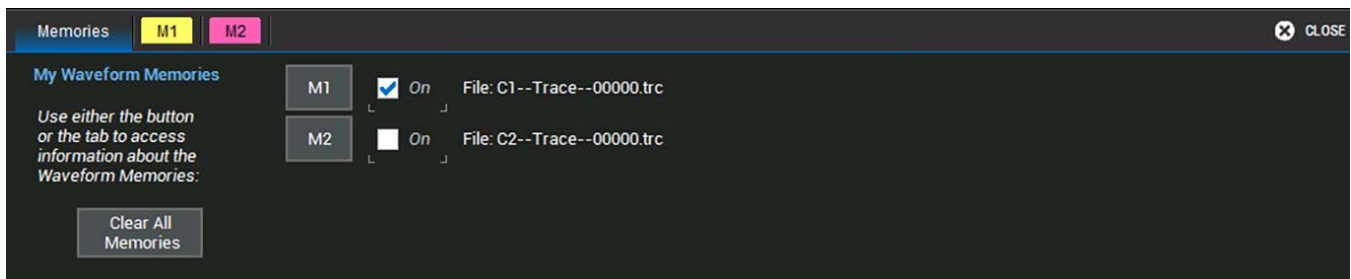 Memories M1 M2 CLOSE
My Waveform Memories
Use either the button
or the tab to access
information about the
Waveform Memories:
Clear All
Memories
M1 On File: C1--Trace--00000.trc
M2 On File: C2--Trace--00000.trc